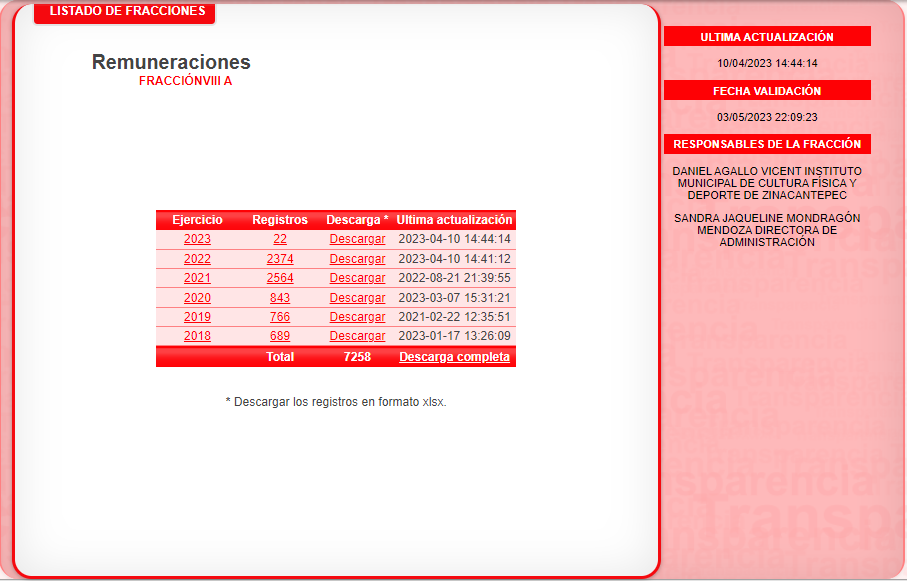 LISTADO DE FRACCIONES
Remuneraciones
FRACCIÓNVIII A
Ejercicio Registros Descarga * Ultima actualización
2023 22 Descargar 2023-04-10 14:44:14
2022 2374 Descargar 2023-04-10 14:41:12
2021 2564 Descargar 2022-08-21 21:39:55
2020 843 Descargar 2023-03-07 15:31:21
2019 766 Descargar 2021-02-22 12:35:51
2018 689 Descargar 2023-01-17 13:26:09
Total 7258 Descarga completa
* Descargar los registros en formato xlsx.
ULTIMA ACTUALIZACIÓN
10/04/2023 14:44:14
FECHA VALIDACIÓN
03/05/2023 22:09:23
RESPONSABLES DE LA FRACCIÓN
DANIEL AGALLO VICENT INSTITUTO
MUNICIPAL DE CULTURA FÍSICA Y
DEPORTE DE ZINACANTEPEC
SANDRA JAQUELINE MONDRAGÓN
MENDOZA DIRECTORA DE
ADMINISTRACIÓN